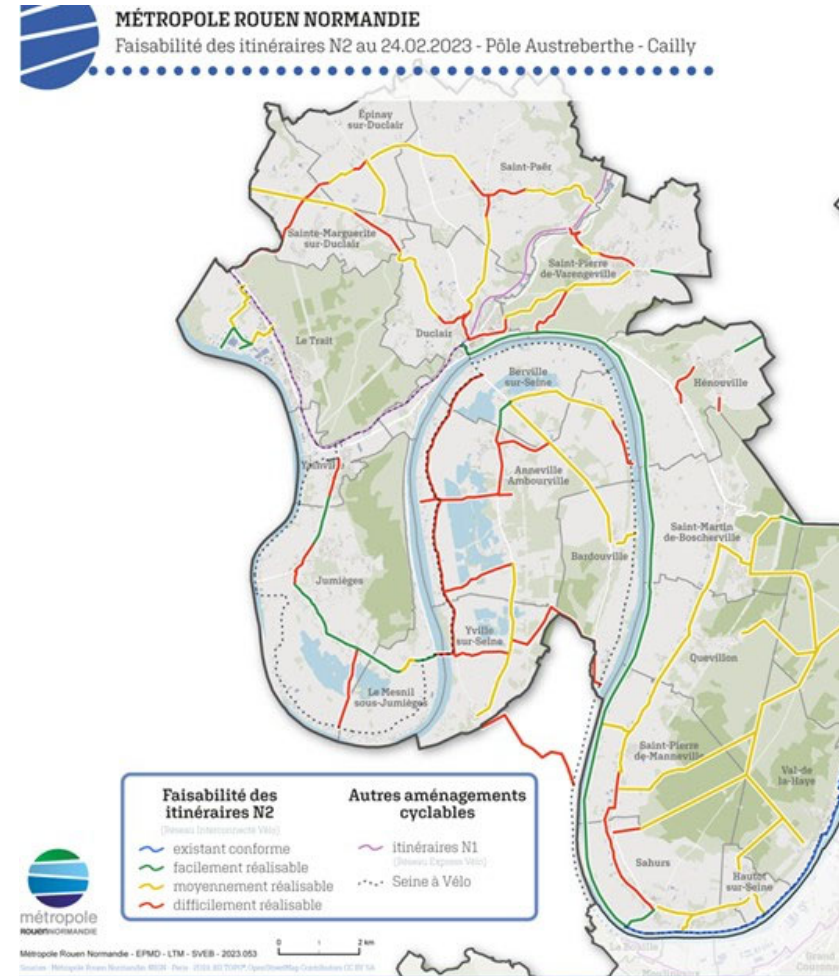 MÉTROPOLE ROUEN NORMANDIE
Faisabilité des itinéraires N2 au 24.02.2023 - Pôle Austreberthe - Cailly
Épinay
sur-Duclair
Saint-Paër
Sainte-Marguerite
sur-Duclair
Saint-Pierre
de-Varengeville
Le Trait
Duclair
Berville
sur-Seine
Hénouville
Anneville
Ambourville
Saint-Martin
de-Boscherville
Bardouville
Jumièges
Yville
sur-Seine
Quevillon
Le Mesnil
sous-Jumièges
Saint-Pierre
de-Manneville
Val-de
la-Haye
Sahurs
Hautot
sur-Seine
Faisabilité des
itinéraires N2
(Réseau Interconnecté Vélo)
existant conforme
facilement réalisable
moyennement réalisable
difficilement réalisable
Autres aménagements
cyclables
itinéraires N1
(Réseau Express Vélo)
Seine à Vélo
métropole
ROUENNORMANDIE
0 1 2 km
Métropole Rouen Normandie - EPMD - LTM - SVEB - 2023.053